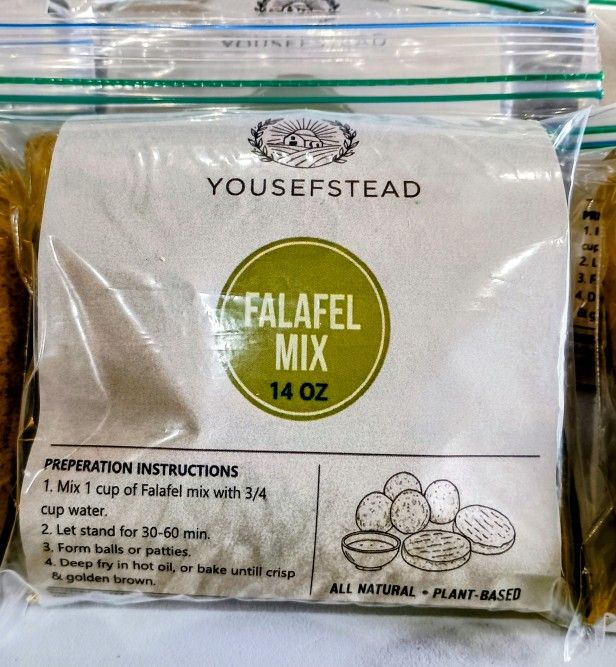 YOUSEFSTEAD
YOUSEFSTEAD
FALAFEL
MIX
14 OZ
PREPERATION INSTRUCTIONS
1. Mix 1 cup of Falafel mix with 3/4
cup water.
2. Let stand for 30-60 min.
3. Form balls or patties.
4. Deep fry in hot oil, or bake untill crisp
& golden brown.
ALL NATURAL • PLANT-BASED